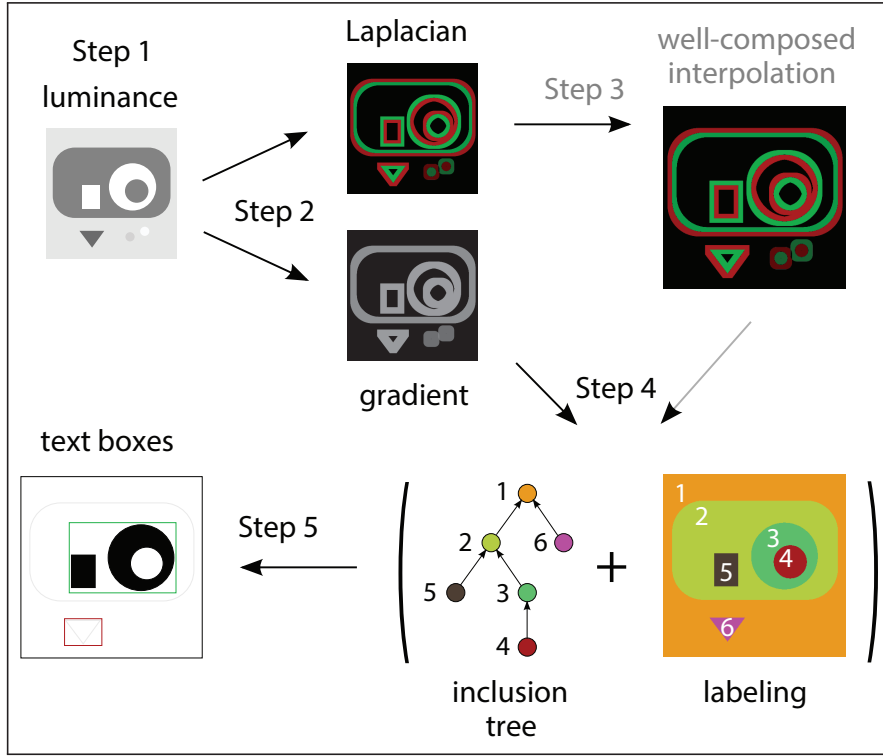 Step 1
luminance
Laplacian
well-composed
interpolation
Step 3
Step 2
gradient
Step 4
text boxes
Step 5
1
2
6
5
3
4
+
1
2
3
4
5
6
inclusion
tree
labeling